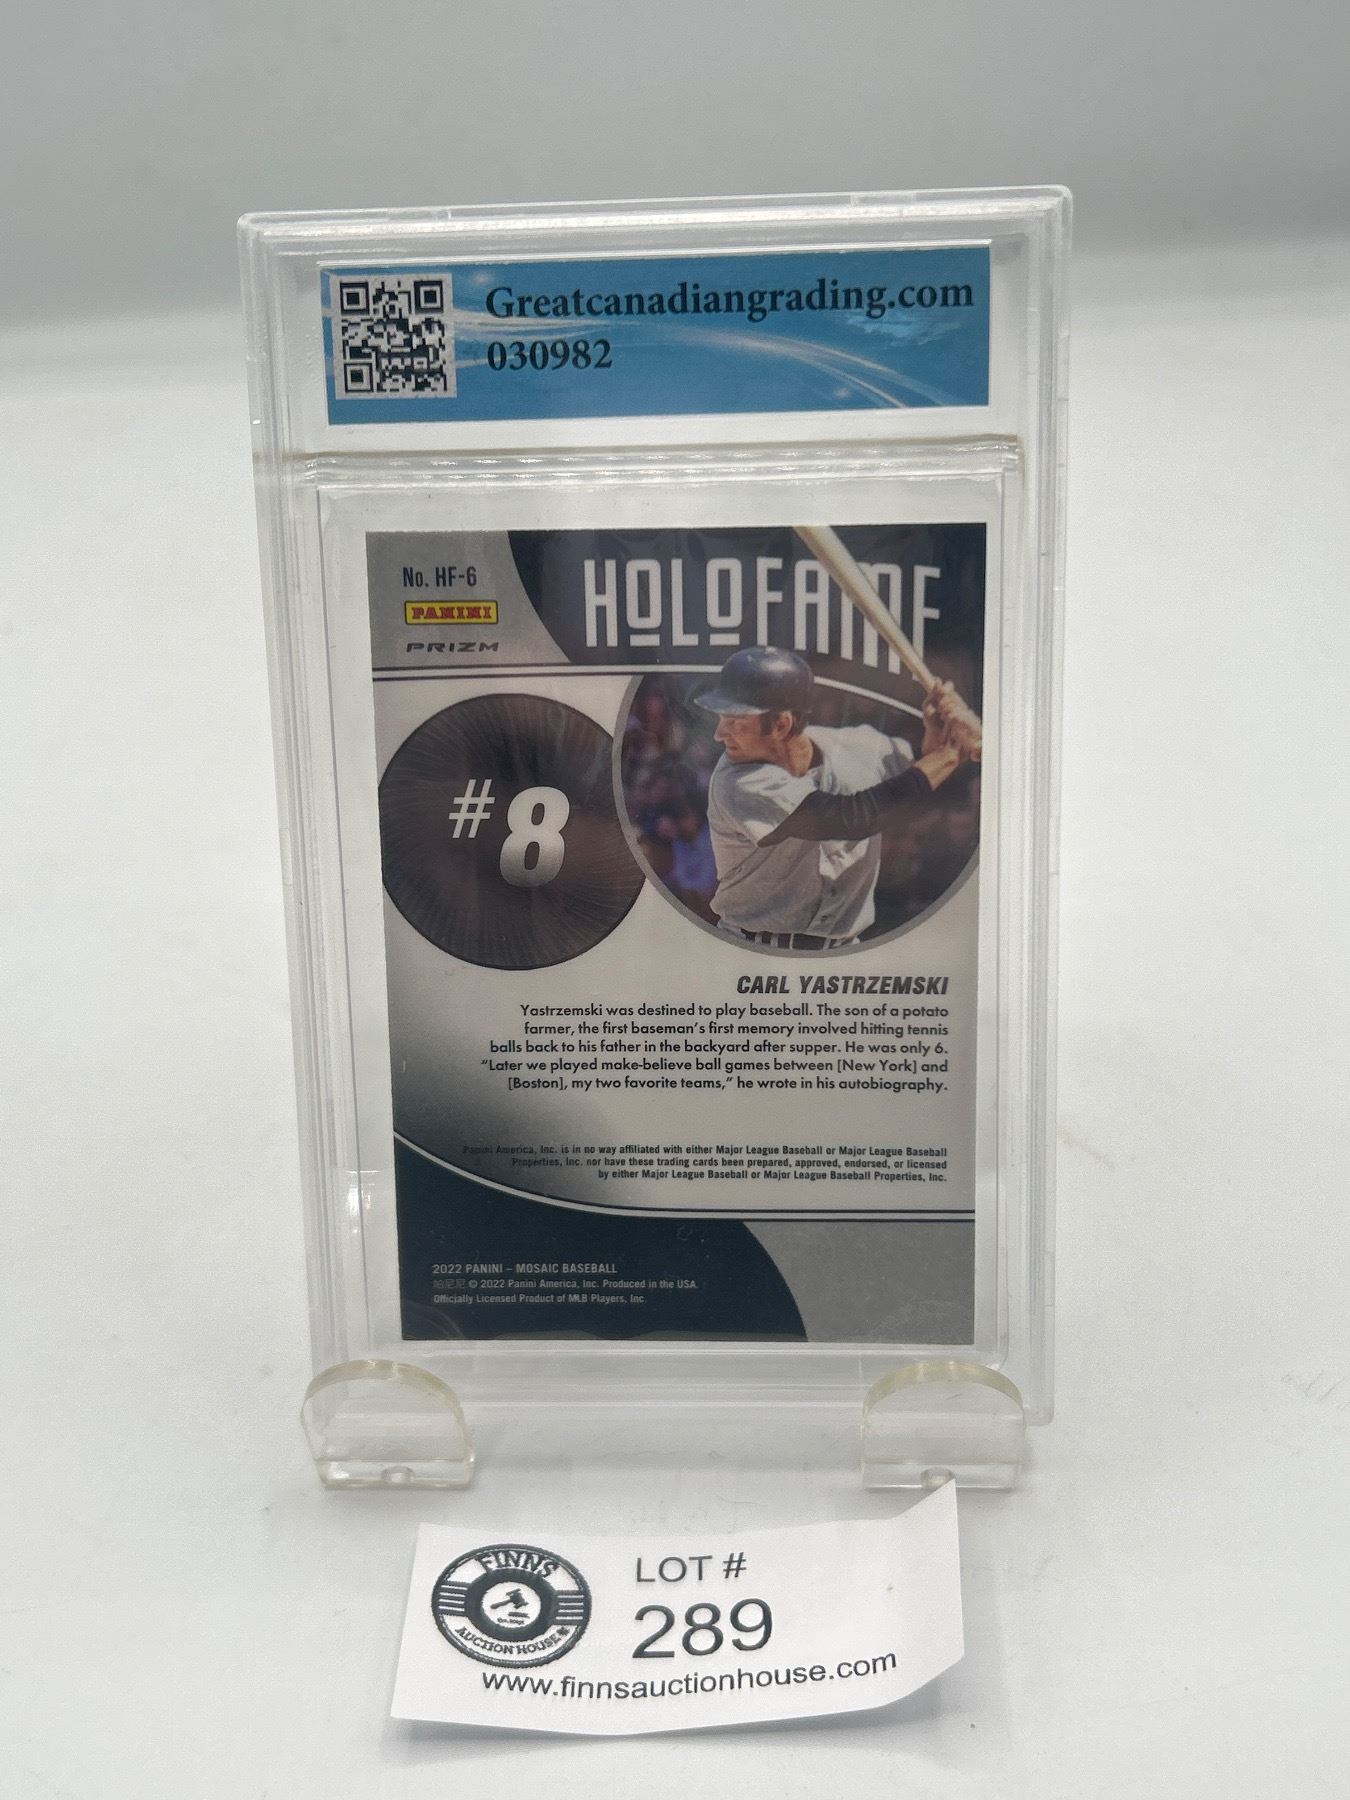 Greatcanadiangrading.com
030982
No. HF-6
PANINI
PRIZM
HOLOFAME
#8
CARL YASTRZEMSKI
Yastrzemski was destined to play baseball. The son of a potato
farmer, the first baseman's first memory involved hitting tennis
balls back to his father in the backyard after supper. He was only 6.
"Later we played make-believe ball games between [New York] and
[Boston], my two favorite teams," he wrote in his autobiography.
Panini America, Inc. is in no way affiliated with either Major League Baseball or Major League Baseball
Properties, Inc. nor have these trading cards been prepared, approved, endorsed, or licensed
by either Major League Baseball or Major League Baseball Properties, Inc.
2022 PANINI – MOSAIC BASEBALL
帕尼尼 © 2022 Panini America, Inc. Produced in the USA.
Officially Licensed Product of MLB Players, Inc.
FINNS
AUCTION HOUSE
LOT #
289
www.finnsauctionhouse.com